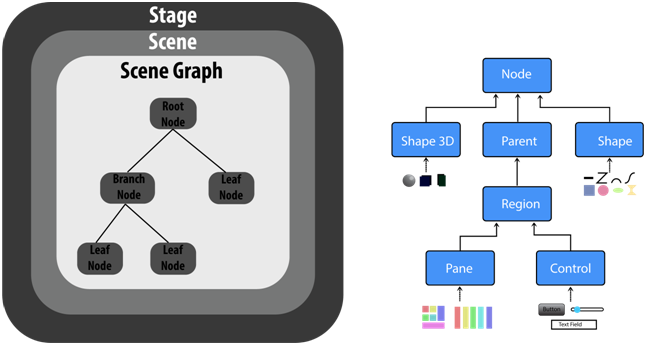 Stage
Scene
Scene Graph
Root
Node
Branch
Node
Leaf
Node
Leaf
Node
Leaf
Node
Node
Shape 3D
Parent
Shape
Region
Pane
Control
Button
Text Field